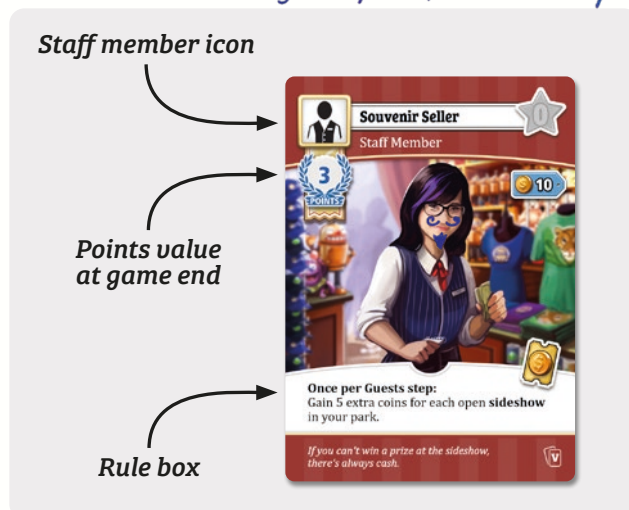 Staff member icon
Souvenir Seller
0
Staff Member
3
POINTS
10
Points value
at game end
Once per Guests step:
Gain 5 extra coins for each open sideshow
in your park.
Rule box
If you can't win a prize at the sideshow,
there's always cash.
V